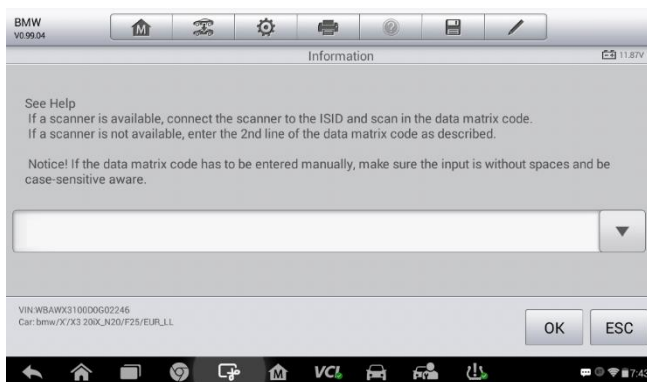 BMW
V0.99.04
Information
11.87V
See Help
If a scanner is available, connect the scanner to the ISID and scan in the data matrix code.
If a scanner is not available, enter the 2nd line of the data matrix code as described.
Notice! If the data matrix code has to be entered manually, make sure the input is without spaces and be
case-sensitive aware.
VIN:WBAWX3100D0G02246
Car: bmw/X'/X3 20iX_N20/F25/EUR_LL
OK
ESC
VCI
7:43